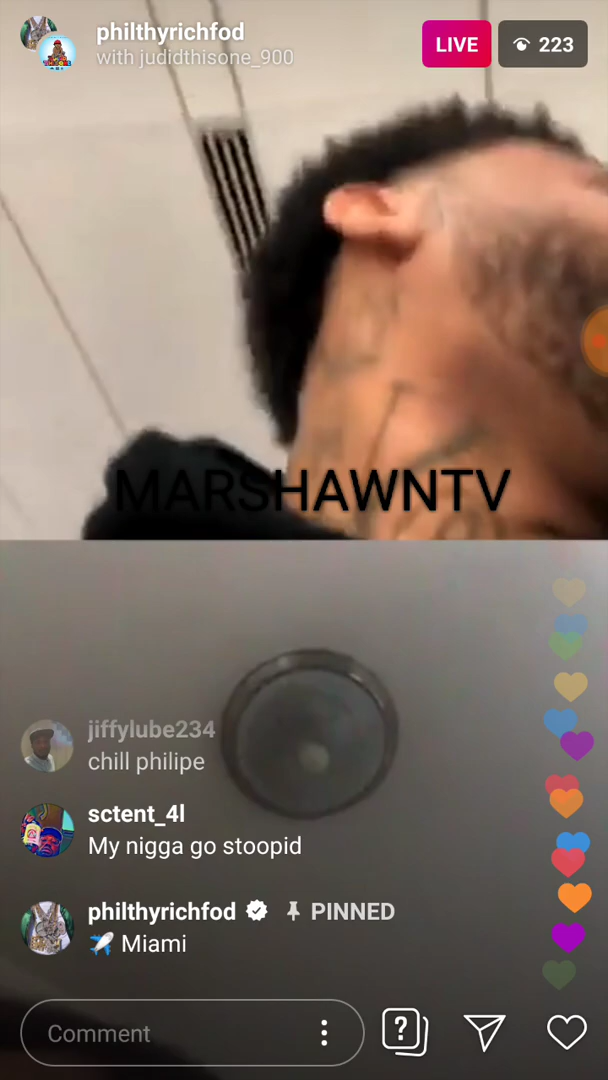 philthyrichfod
with judidthisone_900
LIVE
223
MARSHAWNTV
jiffylube234
chill philipe
sctent_4l
My nigga go stoopid
philthyrichfod PINNED
✈️ Miami
Comment